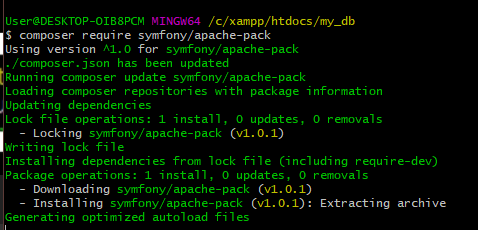 User@DESKTOP-OIB8PCM MINGW64 /c/xampp/htdocs/my_db
$ composer require symfony/apache-pack
Using version ^1.0 for symfony/apache-pack
./composer.json has been updated
Running composer update symfony/apache-pack
Loading composer repositories with package information
Updating dependencies
Lock file operations: 1 install, 0 updates, 0 removals
  - Locking symfony/apache-pack (v1.0.1)
Writing lock file
Installing dependencies from lock file (including require-dev)
Package operations: 1 install, 0 updates, 0 removals
  - Downloading symfony/apache-pack (v1.0.1)
  - Installing symfony/apache-pack (v1.0.1): Extracting archive
Generating optimized autoload files